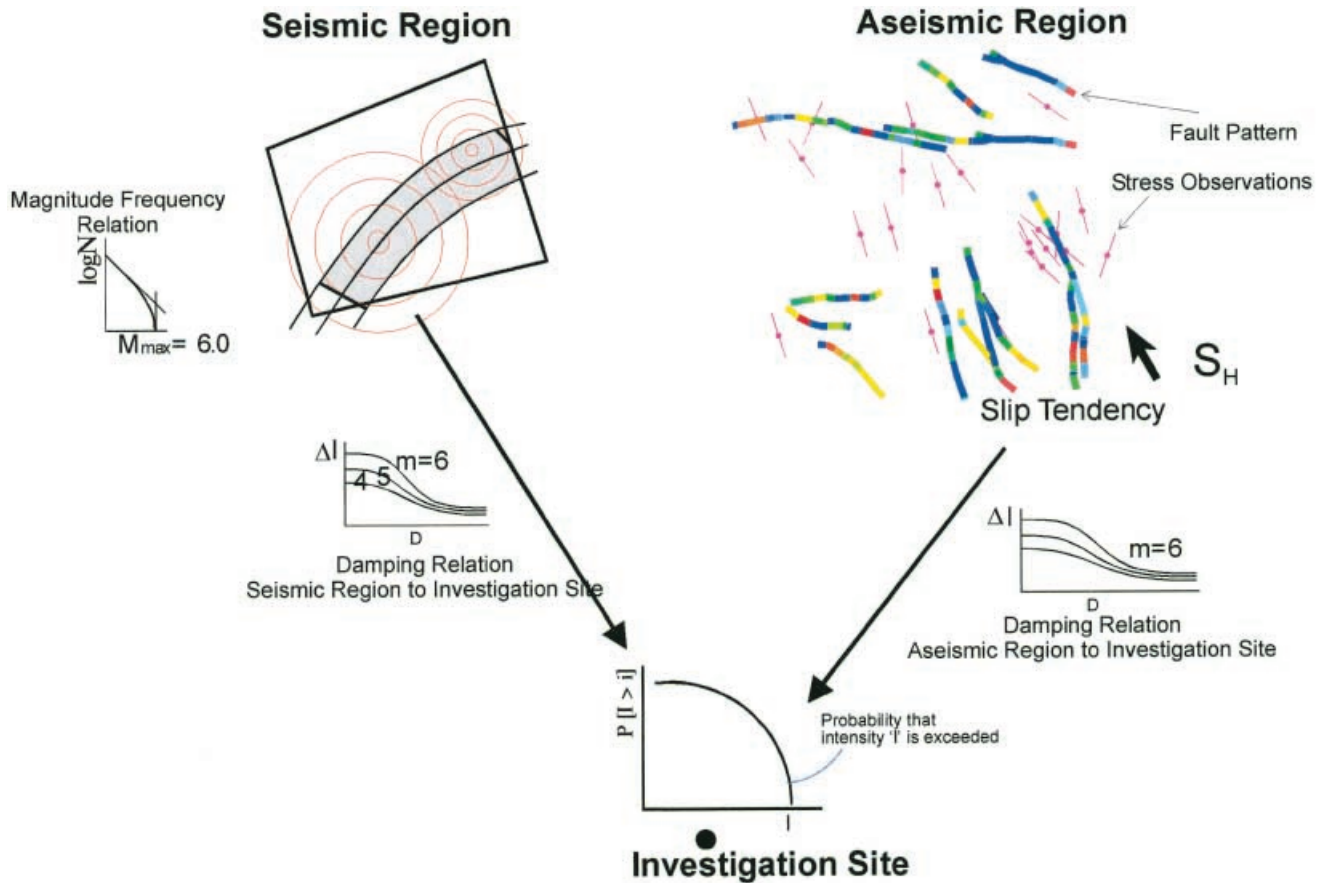 Seismic Region
Aseismic Region
Fault Pattern
Stress Observations
Magnitude Frequency
Relation
logN
Mmax= 6.0
SH
Slip Tendency
ΔI
m=6
5
4
D
Damping Relation
Seismic Region to Investigation Site
ΔI
m=6
D
Damping Relation
Aseismic Region to Investigation Site
P [I > i]
Probability that
intensity 'I' is exceeded
I
Investigation Site